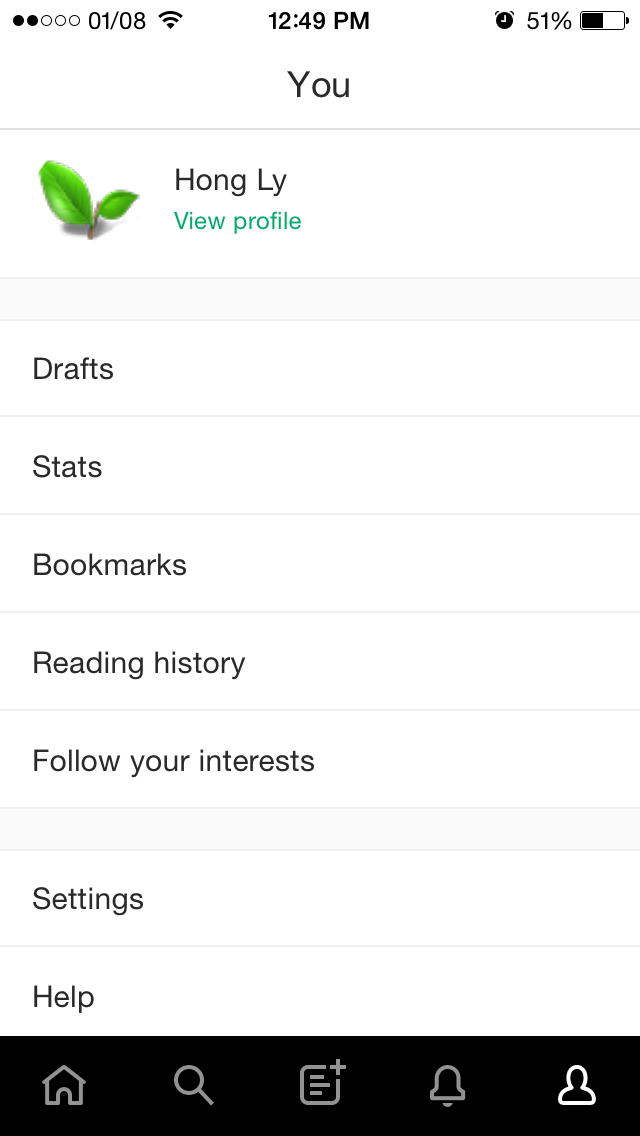 01/08 12:49 PM 51%
You
Hong Ly
View profile
Drafts
Stats
Bookmarks
Reading history
Follow your interests
Settings
Help